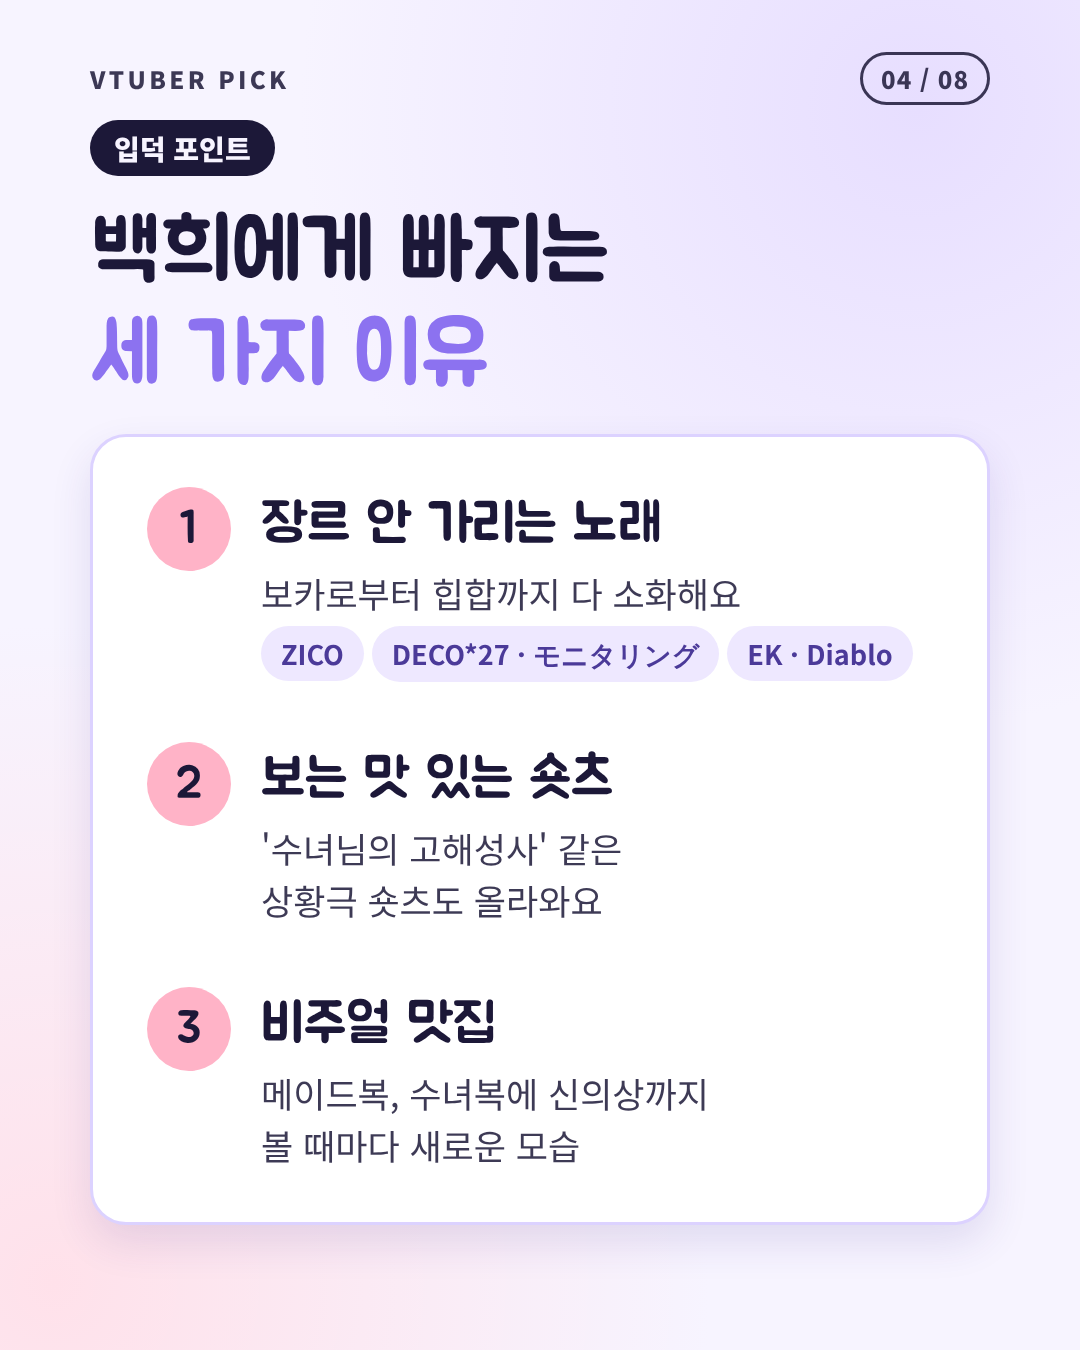 VTUBER PICK
04 / 08
입덕 포인트
백희에게 빠지는
세 가지 이유
1
장르 안 가리는 노래
보카로부터 힙합까지 다 소화해요
ZICO
DECO*27 · モニタリング
EK · Diablo
2
보는 맛 있는 숏츠
'수녀님의 고해성사' 같은
상황극 숏츠도 올라와요
3
비주얼 맛집
메이드복, 수녀복에 신의상까지
볼 때마다 새로운 모습